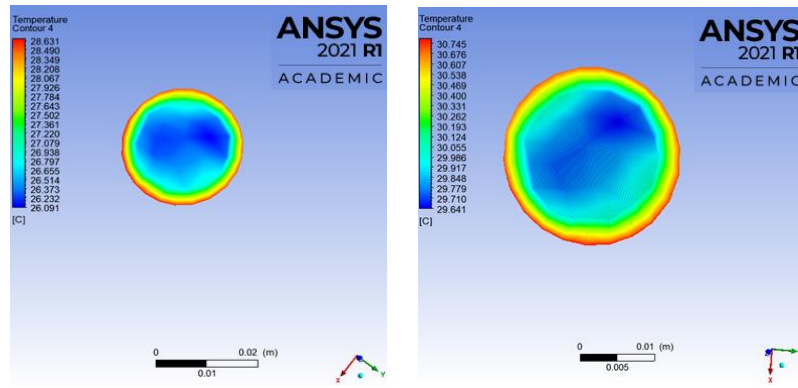 Temperature
Contour 4
28.631
28.490
28.349
28.208
28.067
27.926
27.784
27.643
27.502
27.361
27.220
27.079
26.938
26.797
26.655
26.514
26.373
26.232
26.091
[C]
ANSYS
2021 R1
ACADEMIC
0 0.02 (m)
0.01
X Y
Temperature
Contour 4
30.745
30.676
30.607
30.538
30.469
30.400
30.331
30.262
30.193
30.124
30.055
29.986
29.917
29.848
29.779
29.710
29.641
[C]
ANSYS
2021 R1
ACADEMIC
0 0.01 (m)
0.005
X